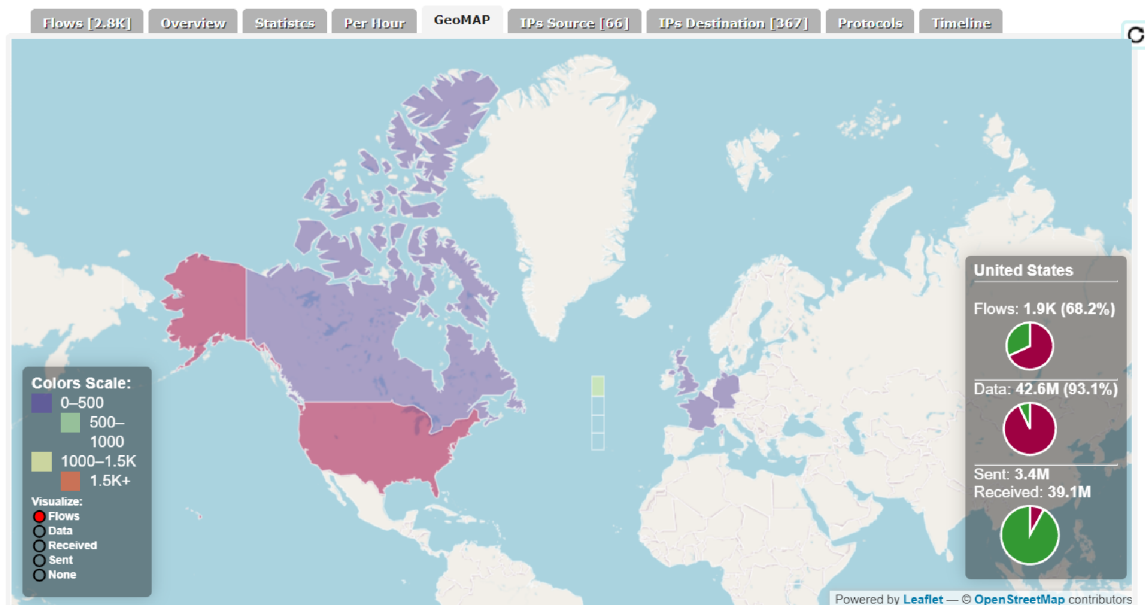 Flows [2.8K]
Overview
Statistcs
Per Hour
GeoMAP
IPs Source [66]
IPs Destination [367]
Protocols
Timeline
United States
Flows: 1.9K (68.2%)
Data: 42.6M (93.1%)
Sent: 3.4M
Received: 39.1M
Colors Scale:
0–500
500–
1000
1000–1.5K
1.5K+
Visualize:
Flows
Data
Received
Sent
None
Powered by Leaflet — © OpenStreetMap contributors